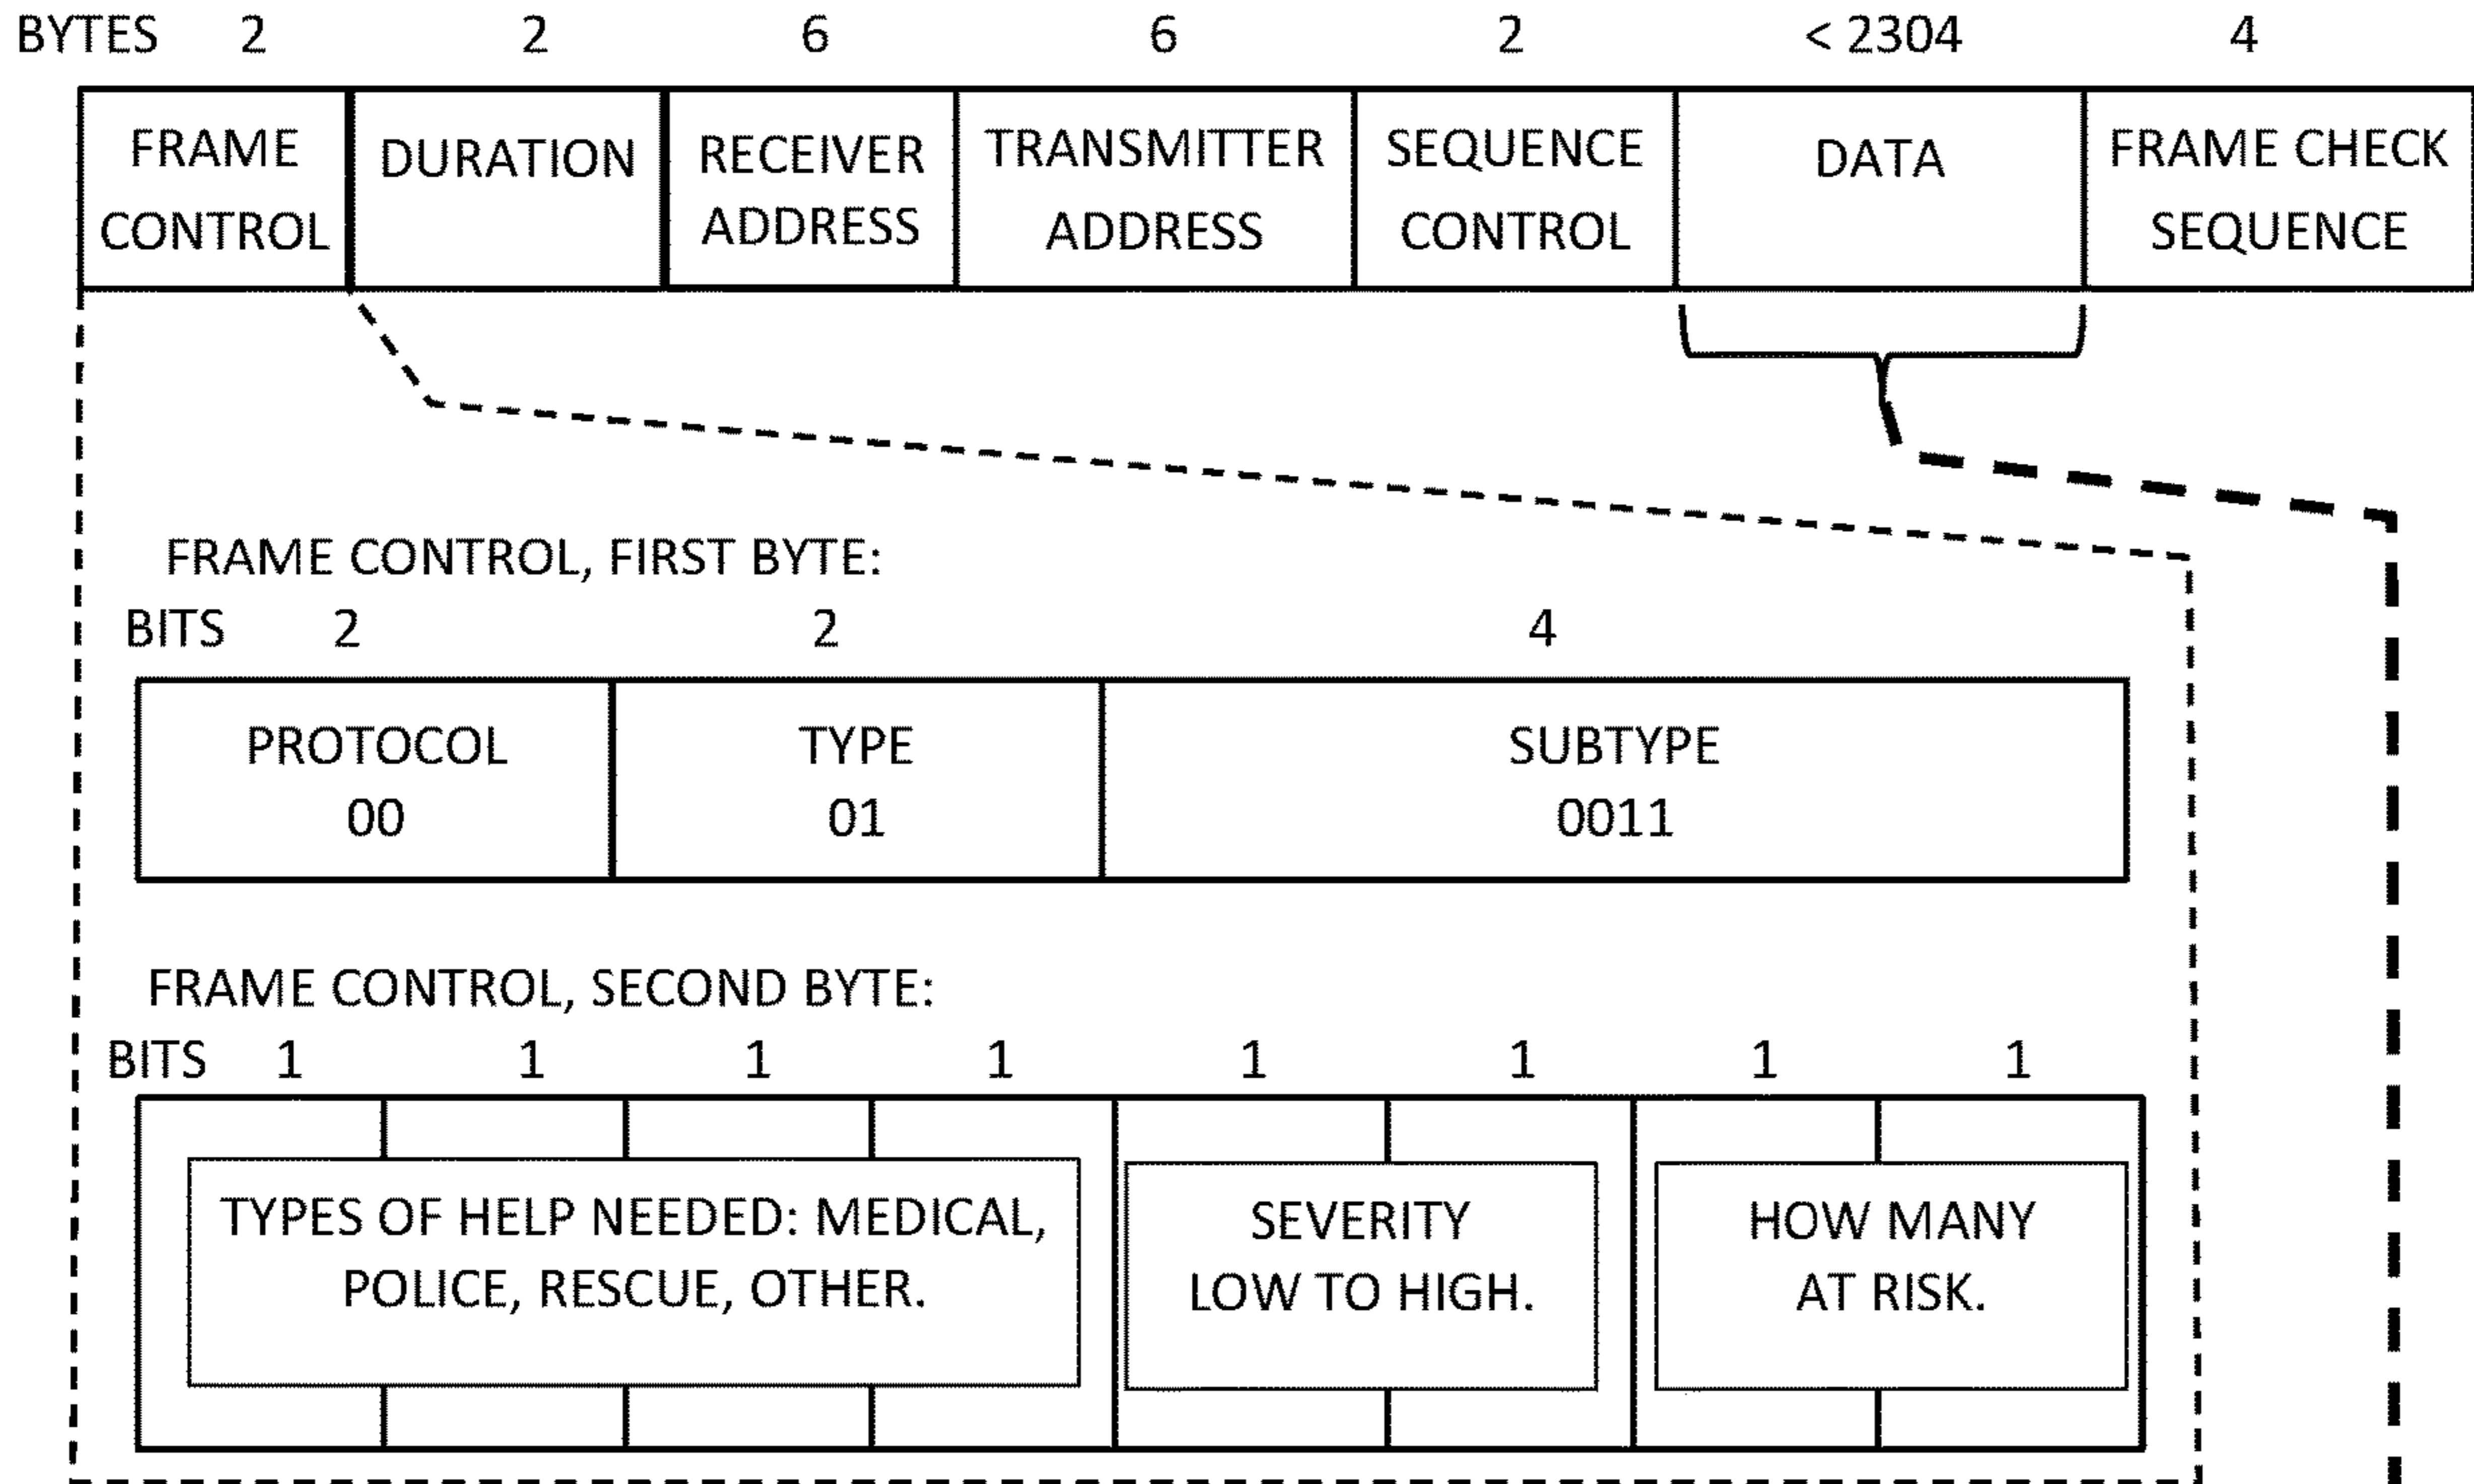 BYTES 2 2 6 6 2 < 2304 4
FRAME CONTROL DURATION RECEIVER ADDRESS TRANSMITTER ADDRESS SEQUENCE CONTROL DATA FRAME CHECK SEQUENCE
FRAME CONTROL, FIRST BYTE:
BITS 2 2 4
PROTOCOL TYPE SUBTYPE
00 01 0011
FRAME CONTROL, SECOND BYTE:
BITS 1 1 1 1 1 1 1 1
TYPES OF HELP NEEDED: MEDICAL,
POLICE, RESCUE, OTHER.
SEVERITY
LOW TO HIGH.
HOW MANY
AT RISK.